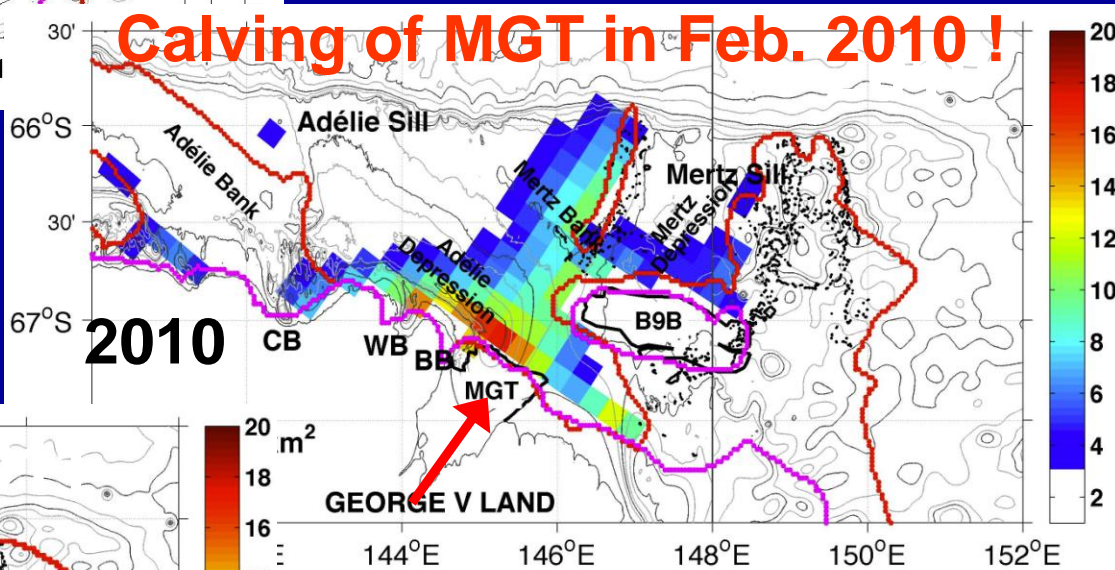 Calving of MGT in Feb. 2010 !
30'
66°S
30'
67°S
Adélie Sill
Adélie Bank
Mertz Bank
Mertz Sill
Mertz
Depression
Adélie
Depression
B9B
2010
CB
WB
BB
MGT
GEORGE V LAND
E
144°E
146°E
148°E
150°E
152°E
20
18
16
14
12
10
8
6
4
2
20
18
16
m²